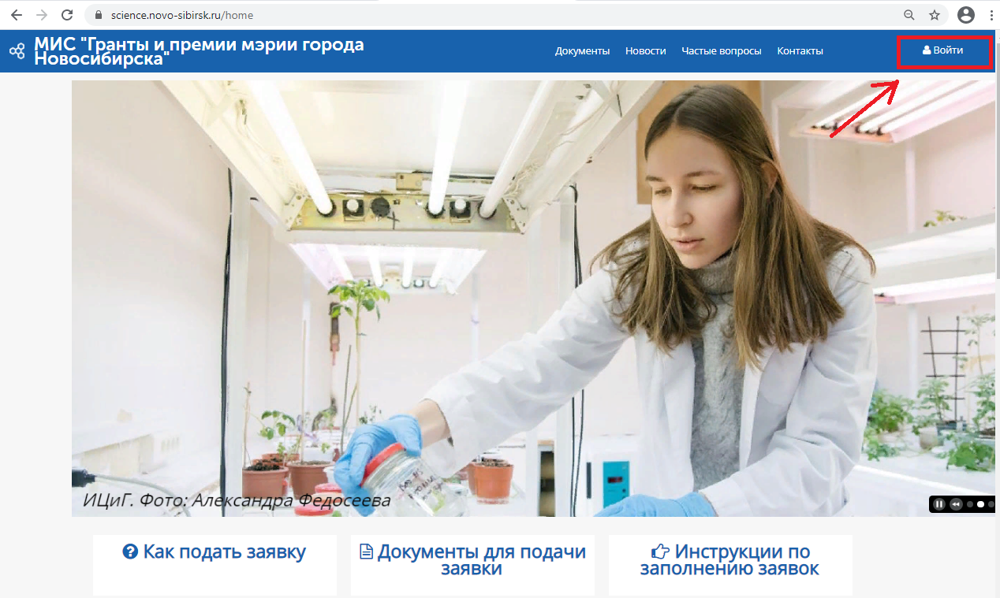 science.novo-sibirsk.ru/home
МИС "Гранты и премии мэрии города
Новосибирска"
Документы Новости Частые вопросы Контакты
Войти
ИЦиГ. Фото: Александра Федосеева
Как подать заявку
Документы для подачи
заявки
Инструкции по
заполнению заявок